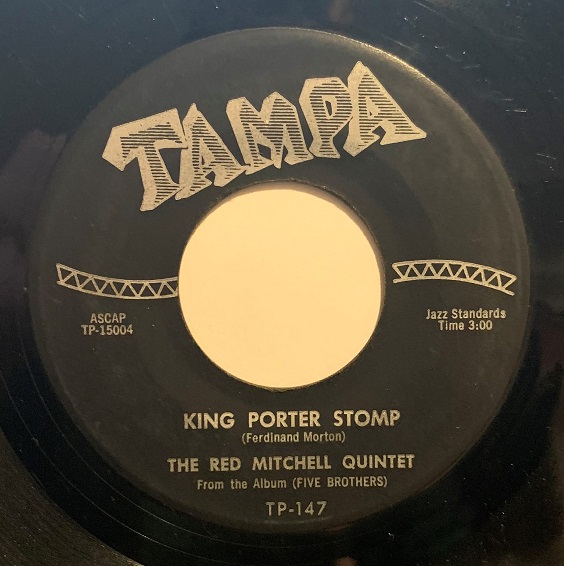 TAMPA
ASCAP
TP-15004
Jazz Standards
Time 3:00
KING PORTER STOMP
(Ferdinand Morton)
THE RED MITCHELL QUINTET
From the Album (FIVE BROTHERS)
TP-147